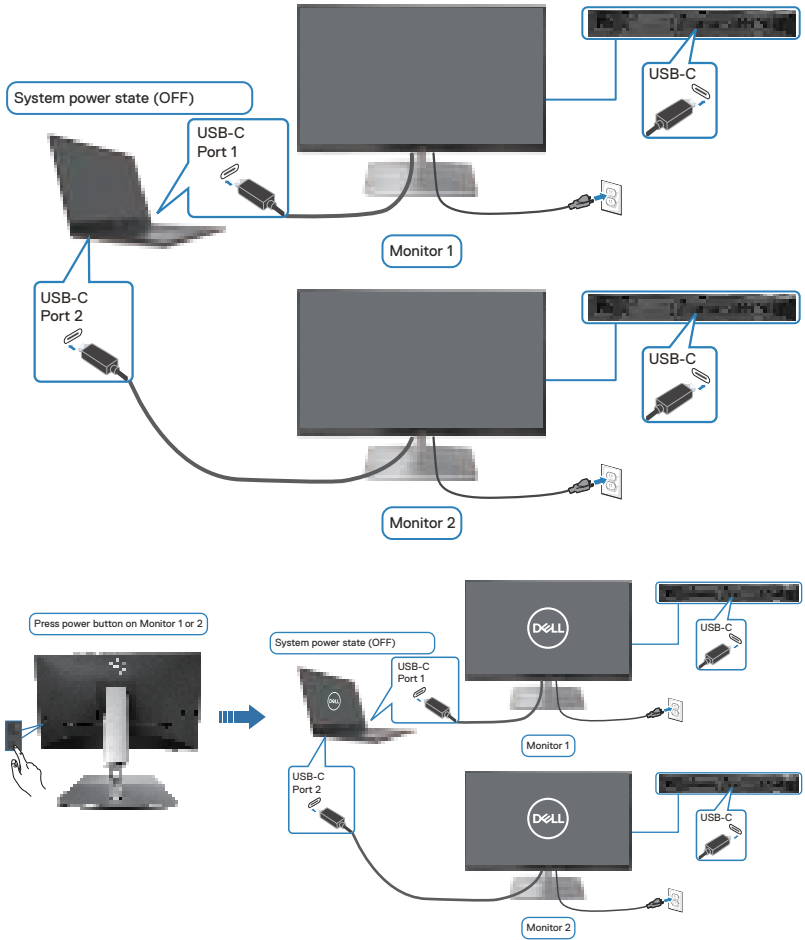 System power state (OFF)
USB-C
Port 1
USB-C
Monitor 1
USB-C
Port 2
USB-C
Monitor 2
Press power button on Monitor 1 or 2
System power state (OFF)
DELL
USB-C
Port 1
DELL
USB-C
Monitor 1
USB-C
Port 2
DELL
USB-C
Monitor 2